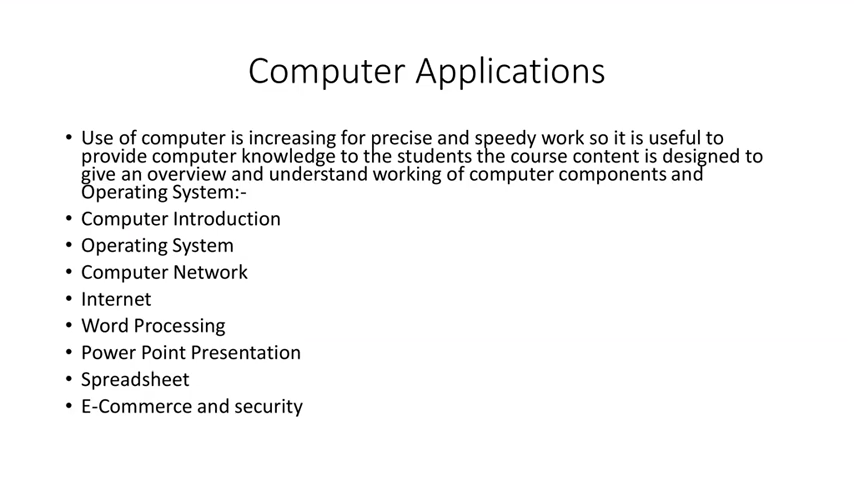 Computer Applications
• Use of computer is increasing for precise and speedy work so it is useful to
provide computer knowledge to the students the course content is designed to
give an overview and understand working of computer components and
Operating System:-
• Computer Introduction
• Operating System
• Computer Network
• Internet
• Word Processing
• Power Point Presentation
• Spreadsheet
• E-Commerce and security